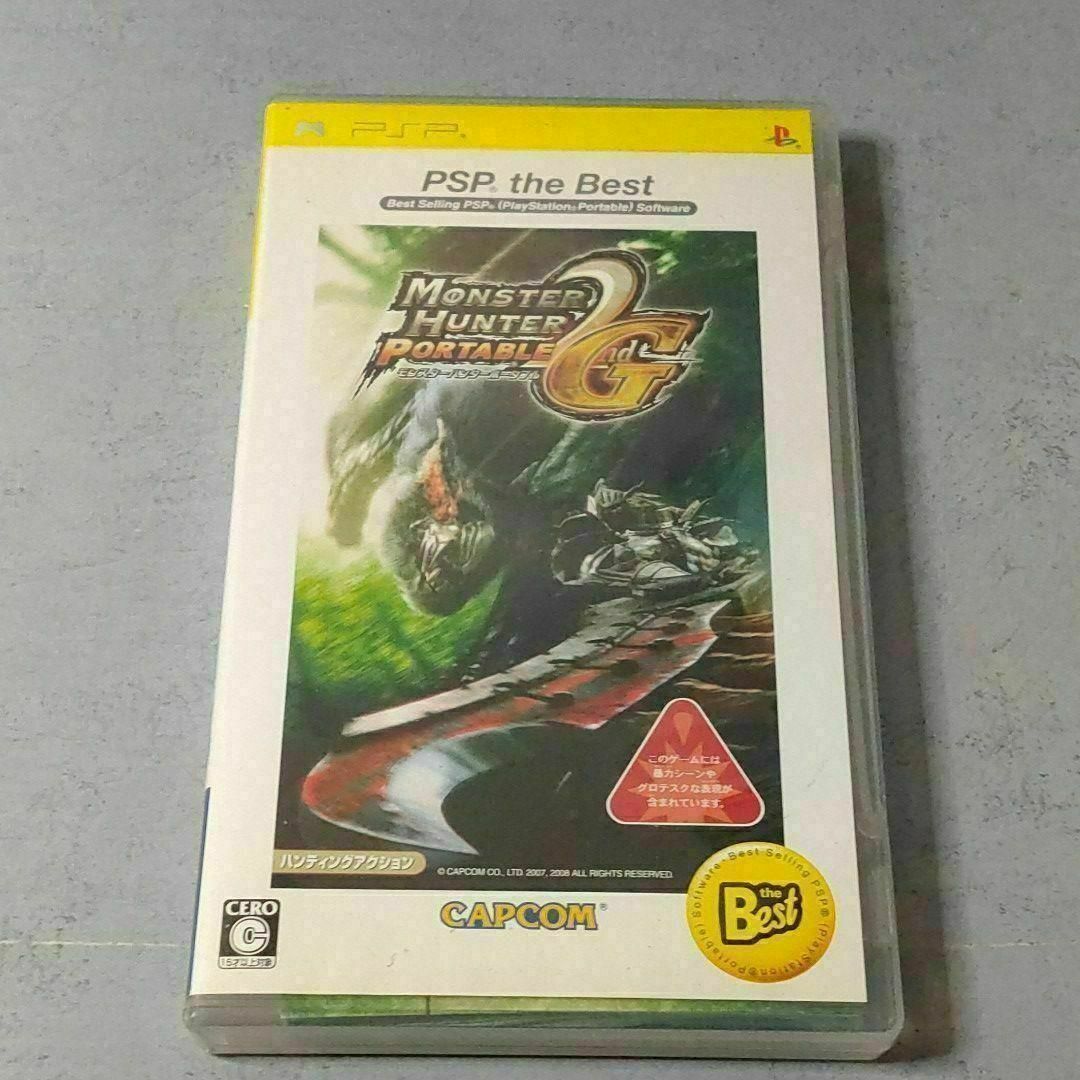 PSP
PSP® the Best
Best Selling PSP® (PlayStation®Portable) Software
MONSTER
HUNTER
PORTABLE 2nd G
モンスターハンターポータブル
このゲームには
暴力シーンや
グロテスクな表現が
含まれています。
ハンティングアクション
© CAPCOM CO., LTD. 2007, 2008 ALL RIGHTS RESERVED.
CERO
C
15才以上対象
CAPCOM®
Software・Best Selling PSP® (PlayStation®Portable)
the
Best